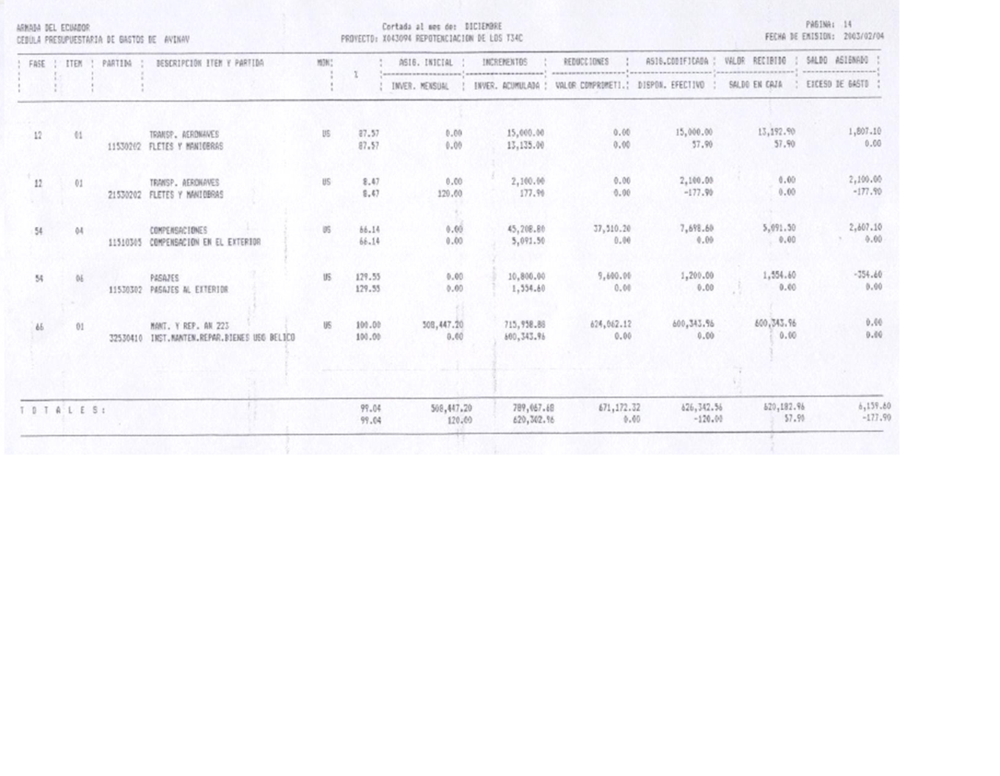 ARMADA DEL ECUADOR Cortada al mes de: DICIEMBRE PAGINA: 14
CEDULA PRESUPUESTARIA DE GASTOS DE AVINAV PROYECTO: X043094 REPOTENCIACION DE LOS T34C FECHA DE EMISION: 2003/02/04
FASE ITEM PARTIDA DESCRIPCION ITEM Y PARTIDA MON: % ASIG. INICIAL INCREMENTOS REDUCCIONES ASIG.CODIFICADA VALOR RECIBIDO SALDO ASIGNADO
INVER. MENSUAL INVER. ACUMULADA VALOR COMPROMETI. DISPON. EFECTIVO SALDO EN CAJA EXCESO DE GASTO
12 01 TRANSP. AERONAVES US 87.57 0.00 15,000.00 0.00 15,000.00 13,192.90 1,807.10
11530202 FLETES Y MANIOBRAS 87.57 0.00 13,135.00 0.00 57.90 57.90 0.00
12 01 TRANSP. AERONAVES US 8.47 0.00 2,100.00 0.00 2,100.00 0.00 2,100.00
21530202 FLETES Y MANIOBRAS 8.47 120.00 177.90 0.00 -177.90 0.00 -177.90
54 04 COMPENSACIONES US 66.14 0.00 45,208.80 37,510.20 7,698.60 5,091.50 2,607.10
11510305 COMPENSACION EN EL EXTERIOR 66.14 0.00 5,091.50 0.00 0.00 0.00 0.00
54 06 PASAJES US 129.55 0.00 10,800.00 9,600.00 1,200.00 1,554.60 -354.60
11530302 PASAJES AL EXTERIOR 129.55 0.00 1,554.60 0.00 0.00 0.00 0.00
66 01 MANT. Y REP. AN 223 US 100.00 508,447.20 715,958.88 624,062.12 600,343.96 600,343.96 0.00
32530410 INST.MANTEN.REPAR.BIENES USO BELICO 100.00 0.00 600,343.96 0.00 0.00 0.00 0.00
T O T A L E S: 99.04 508,447.20 789,067.68 671,172.32 626,342.56 620,182.96 6,159.60
99.04 120.00 620,302.96 0.00 -120.00 57.90 -177.90